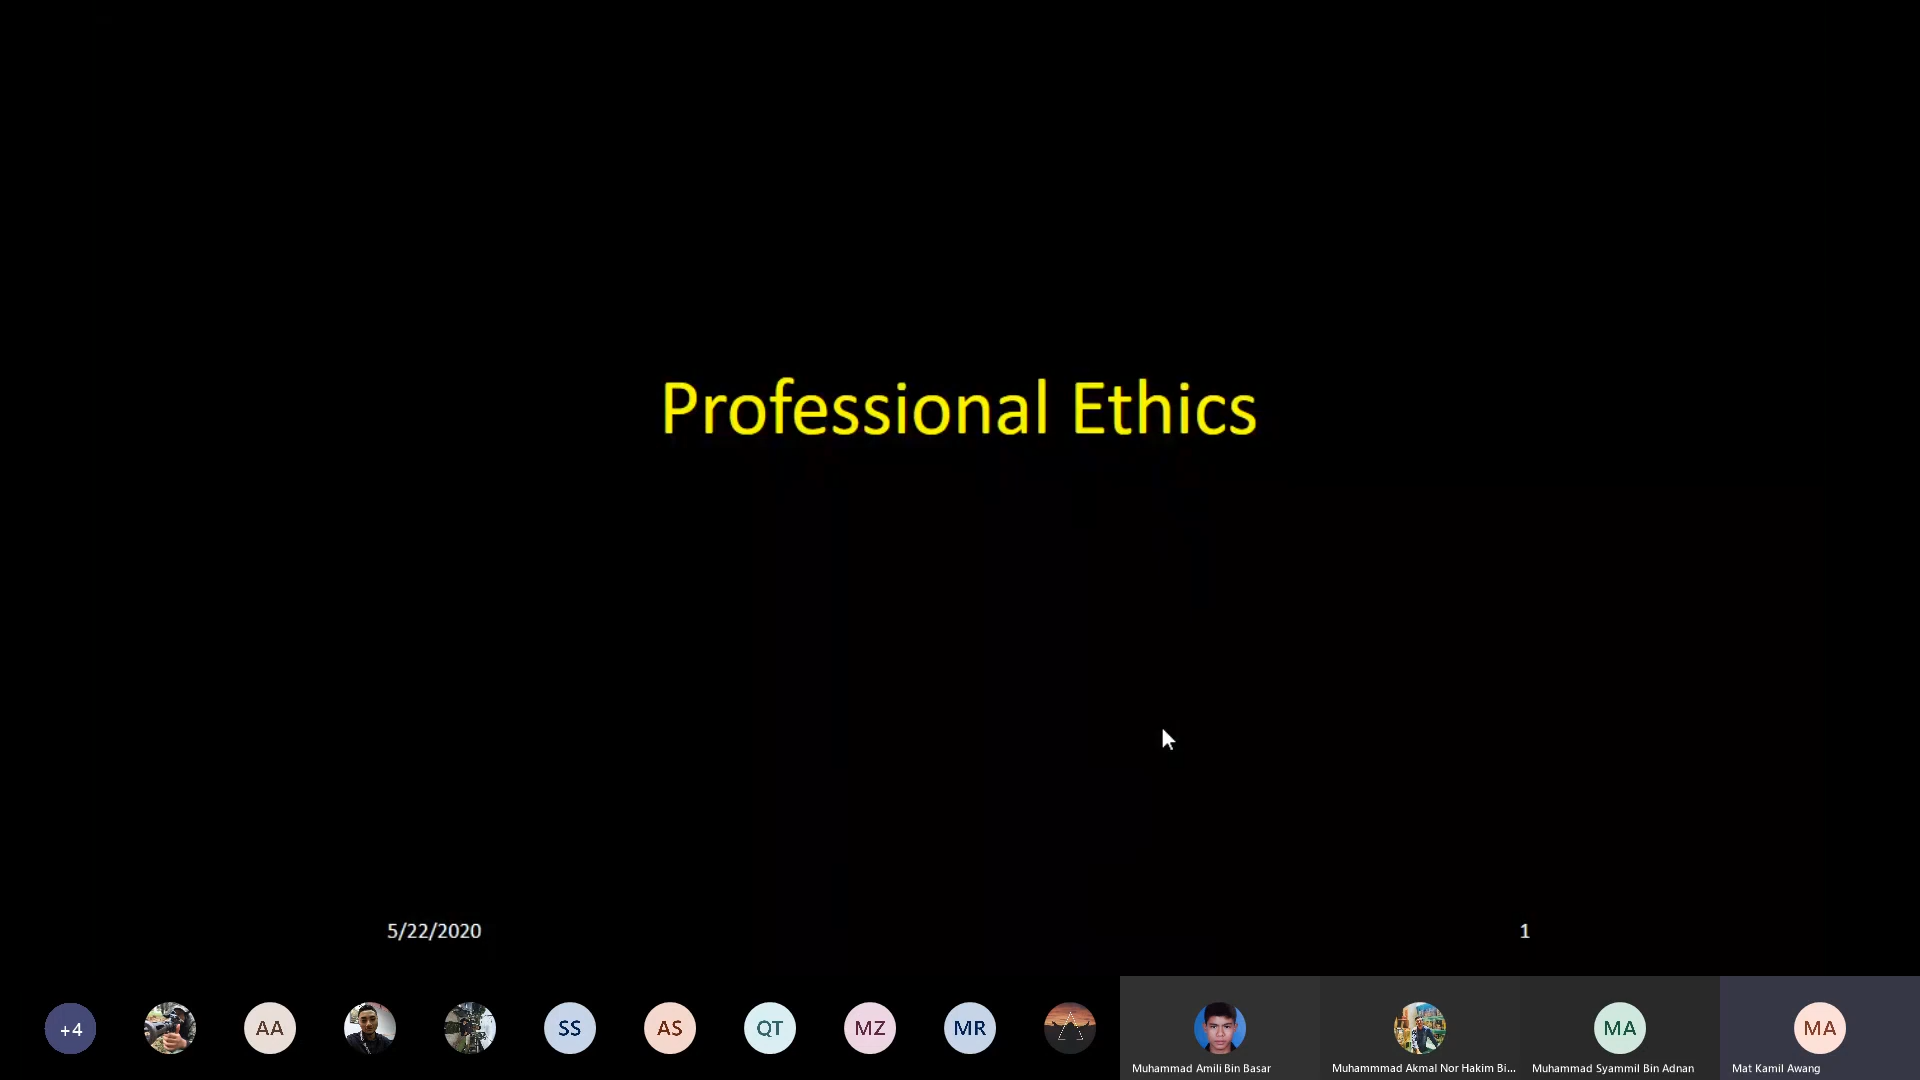 Professional Ethics
5/22/2020
1
+4
AA
SS
AS
QT
MZ
MR
MA
MA
Muhammad Amili Bin Basar
Muhammmad Akmal Nor Hakim Bi...
Muhammad Syammil Bin Adnan
Mat Kamil Awang